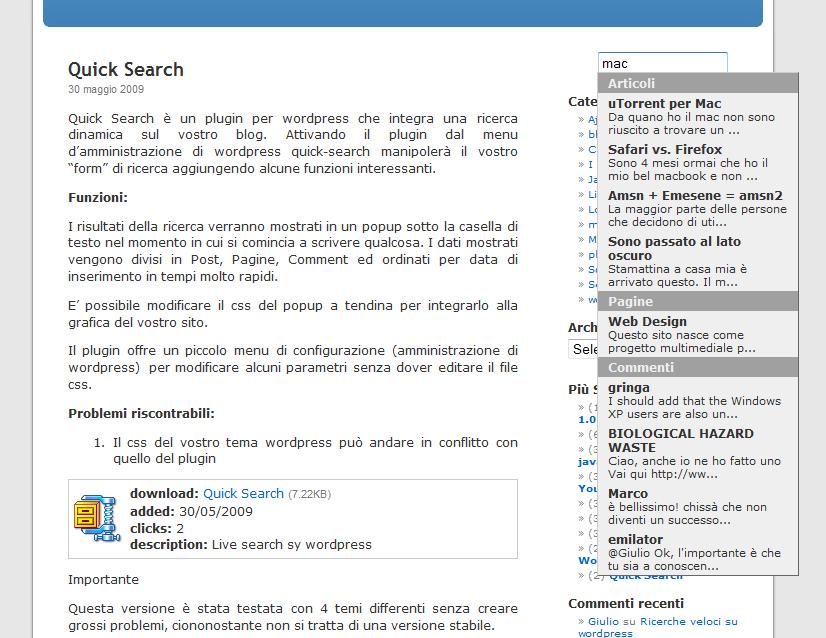 Quick Search
30 maggio 2009
Quick Search è un plugin per wordpress che integra una ricerca
dinamica sul vostro blog. Attivando il plugin dal menu
d’amministrazione di wordpress quick-search manipolerà il vostro
“form” di ricerca aggiungendo alcune funzioni interessanti.
Funzioni:
I risultati della ricerca verranno mostrati in un popup sotto la casella di
testo nel momento in cui si comincia a scrivere qualcosa. I dati mostrati
vengono divisi in Post, Pagine, Comment ed ordinati per data di
inserimento in tempi molto rapidi.
E’ possibile modificare il css del popup a tendina per integrarlo alla
grafica del vostro sito.
Il plugin offre un piccolo menu di configurazione (amministrazione di
wordpress) per modificare alcuni parametri senza dover editare il file
css.
Problemi riscontrabili:
1. Il css del vostro tema wordpress può andare in conflitto con
quello del plugin
download: Quick Search (7.22KB)
added: 30/05/2009
clicks: 2
description: Live search sy wordpress
Importante
Questa versione è stata testata con 4 temi differenti senza creare
grossi problemi, ciononostante non si tratta di una versione stabile.
mac
Articoli
uTorrent per Mac
Da quano ho il mac non sono
riuscito a trovare un ...
Safari vs. Firefox
Sono 4 mesi ormai che ho il
mio bel macbook e non ...
Amsn + Emesene = amsn2
La maggior parte delle persone
che decidono di uti...
Sono passato al lato
oscuro
Stamattina a casa mia è
arrivato questo. Il m...
Pagine
Web Design
Questo sito nasce come
progetto multimediale p...
Commenti
gringa
I should add that the Windows
XP users are also un...
BIOLOGICAL HAZARD
WASTE
Ciao, anche io ne ho fatto uno
Vai qui http://ww...
Marco
è bellissimo! chissà che non
diventi un successo...
emilator
@Giulio Ok, l'importante è che
tu sia a conoscen...
Cate
Arch
Sele
Più S
1.0
jav
You
Wo
» (2) Quick Search
Commenti recenti
» Giulio su Ricerche veloci su
wordpress